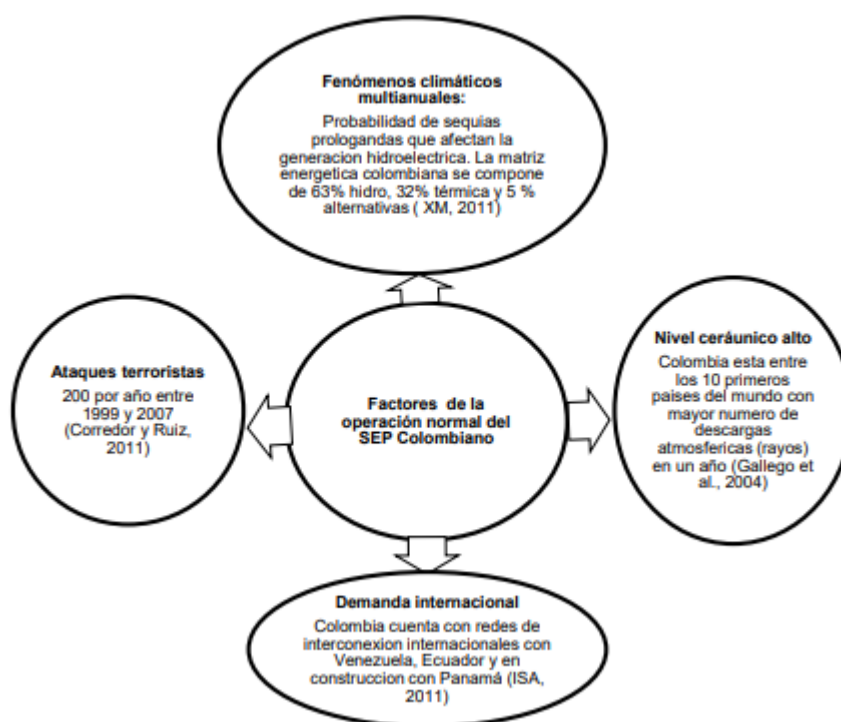 Fenómenos climáticos
multianuales:
Probabilidad de sequias
prologandas que afectan la
generacion hidroelectrica. La matriz
energetica colombiana se compone
de 63% hidro, 32% térmica y 5 %
alternativas ( XM, 2011)
Ataques terroristas
200 por año entre
1999 y 2007
(Corredor y Ruiz,
2011)
Factores de la
operación normal del
SEP Colombiano
Nivel ceráunico alto
Colombia esta entre
los 10 primeros
paises del mundo con
mayor numero de
descargas
atmosfericas (rayos)
en un año (Gallego et
al., 2004)
Demanda internacional
Colombia cuenta con redes de
interconexion internacionales con
Venezuela, Ecuador y en
construccion con Panamá (ISA,
2011)